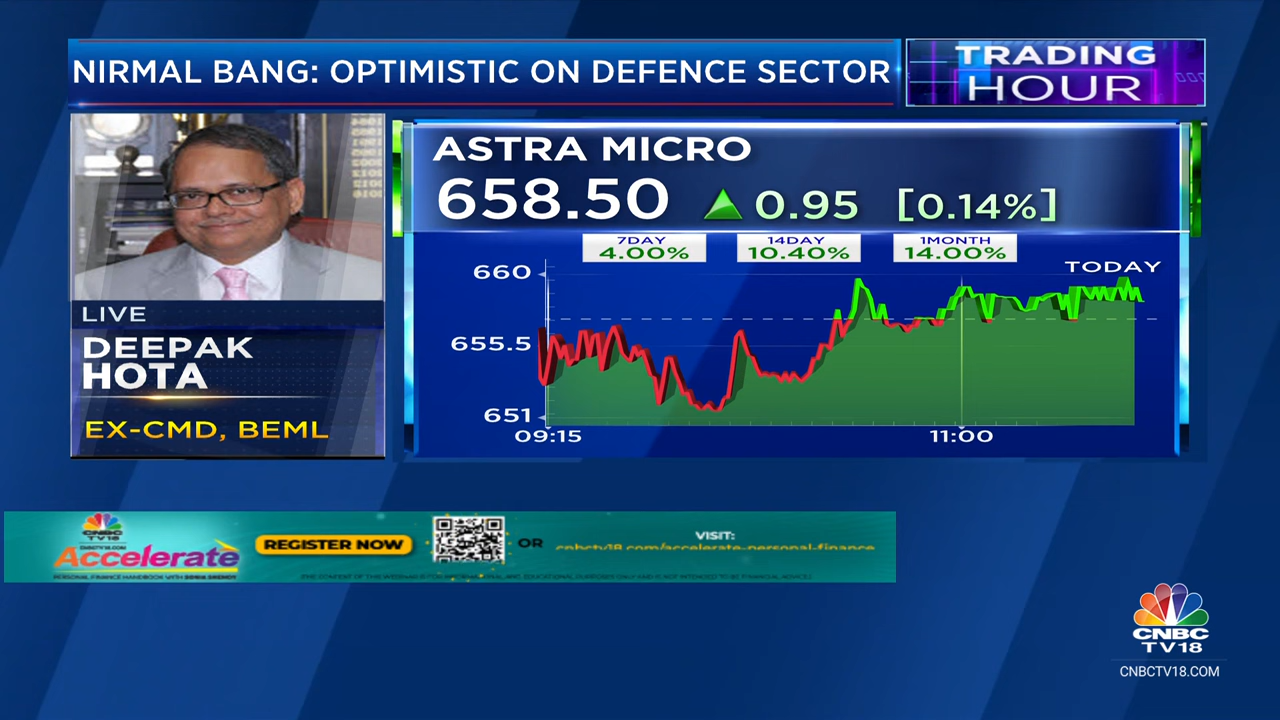 NIRMAL BANG: OPTIMISTIC ON DEFENCE SECTOR
TRADING
HOUR
ASTRA MICRO
658.50 ▲ 0.95 [0.14%]
7DAY
4.00%
14DAY
10.40%
1MONTH
14.00%
TODAY
660
655.5
651
09:15
11:00
LIVE
DEEPAK
HOTA
EX-CMD, BEML
CNBC
TV18
CNBCTV18.COM
Accelerate
REGISTER NOW
OR
VISIT:
cnbctv18.com/accelerate-personal-finance
CNBC
TV18
CNBCTV18.COM